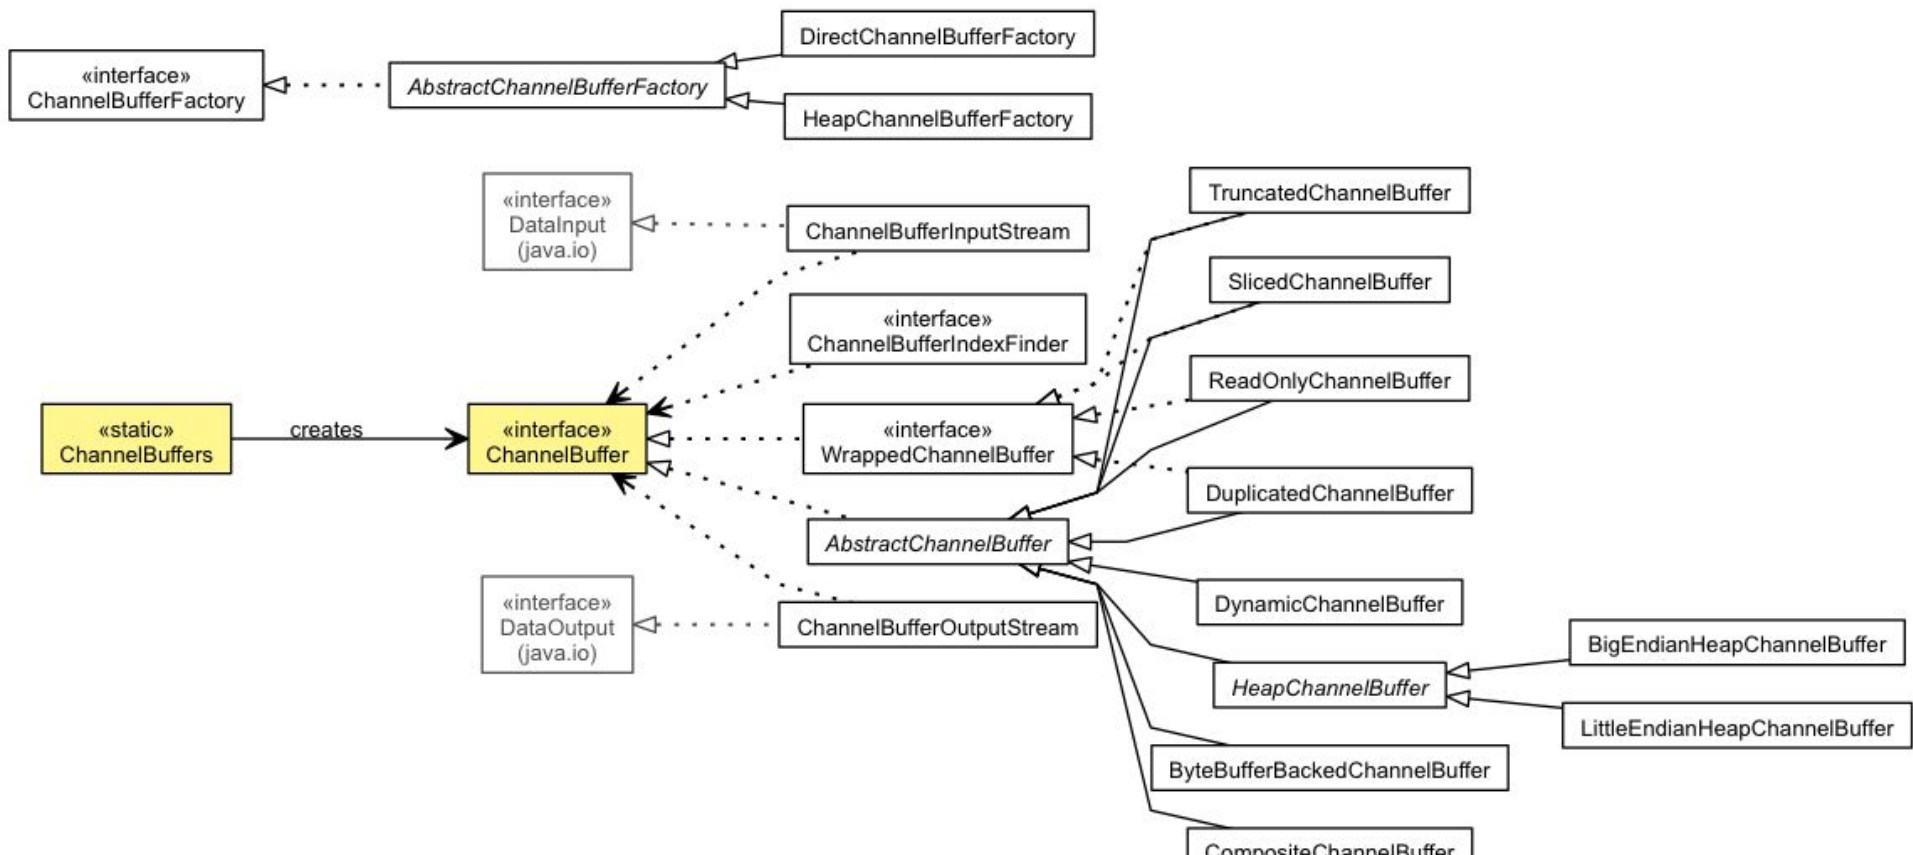 DirectChannelBufferFactory
«interface»
ChannelBufferFactory
AbstractChannelBufferFactory
HeapChannelBufferFactory
TruncatedChannelBuffer
«interface»
DataInput
(java.io)
ChannelBufferInputStream
SlicedChannelBuffer
«interface»
ChannelBufferIndexFinder
ReadOnlyChannelBuffer
«static»
ChannelBuffers
creates
«interface»
ChannelBuffer
«interface»
WrappedChannelBuffer
DuplicatedChannelBuffer
AbstractChannelBuffer
DynamicChannelBuffer
«interface»
DataOutput
(java.io)
ChannelBufferOutputStream
BigEndianHeapChannelBuffer
HeapChannelBuffer
LittleEndianHeapChannelBuffer
ByteBufferBackedChannelBuffer
CompositeChannelBuffer